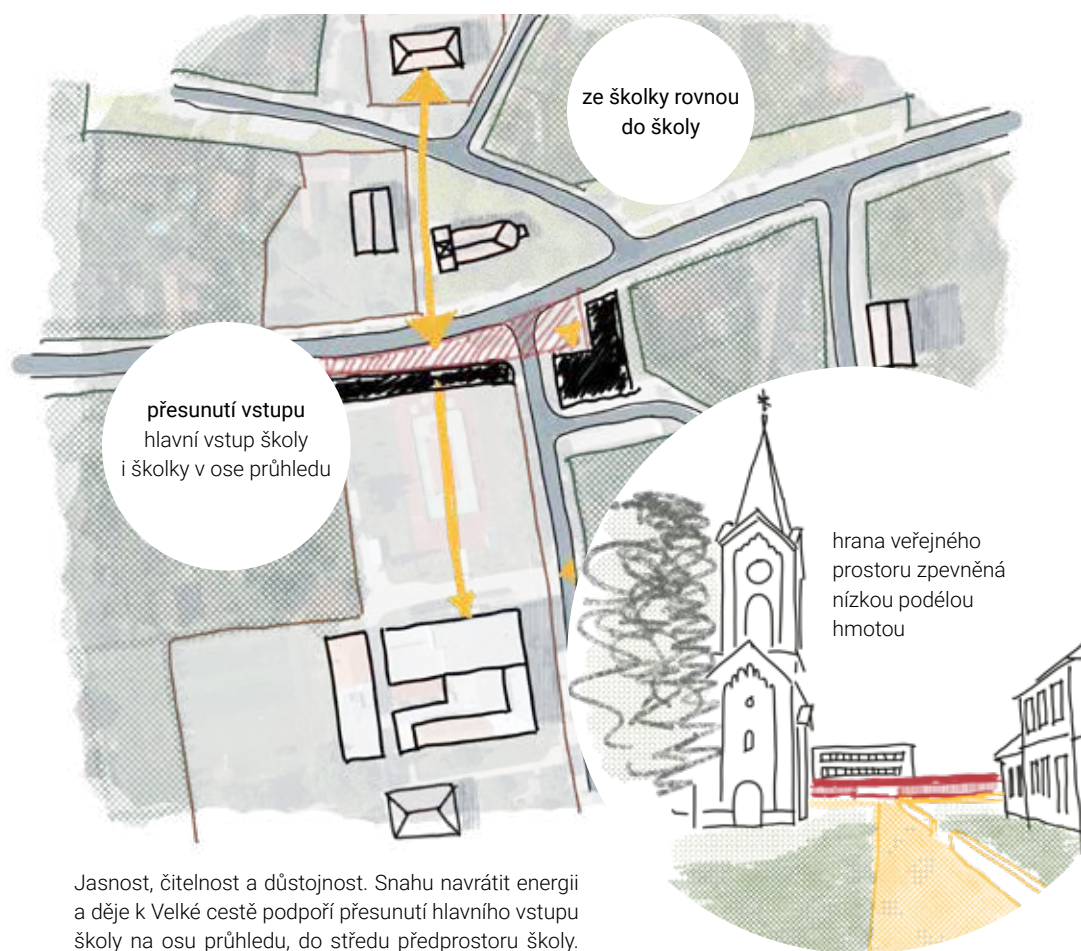 ze školky rovnou
do školy
přesunutí vstupu
hlavní vstup školy
i školky v ose průhledu
hrana veřejného
prostoru zpevněná
nízkou podélou
hmotou
Jasnost, čitelnost a důstojnost. Snahu navrátit energii
a děje k Velké cestě podpoří přesunutí hlavního vstupu
školy na osu průhledu, do středu předprostoru školy.